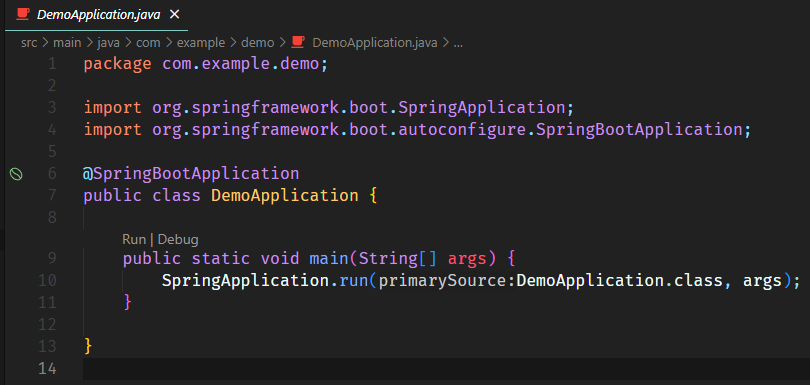 DemoApplication.java ×
src > main > java > com > example > demo > DemoApplication.java > ...
1 package com.example.demo;
2
3 import org.springframework.boot.SpringApplication;
4 import org.springframework.boot.autoconfigure.SpringBootApplication;
5
6 @SpringBootApplication
7 public class DemoApplication {
8
Run | Debug
9 public static void main(String[] args) {
10 SpringApplication.run(primarySource:DemoApplication.class, args);
11 }
12
13 }
14